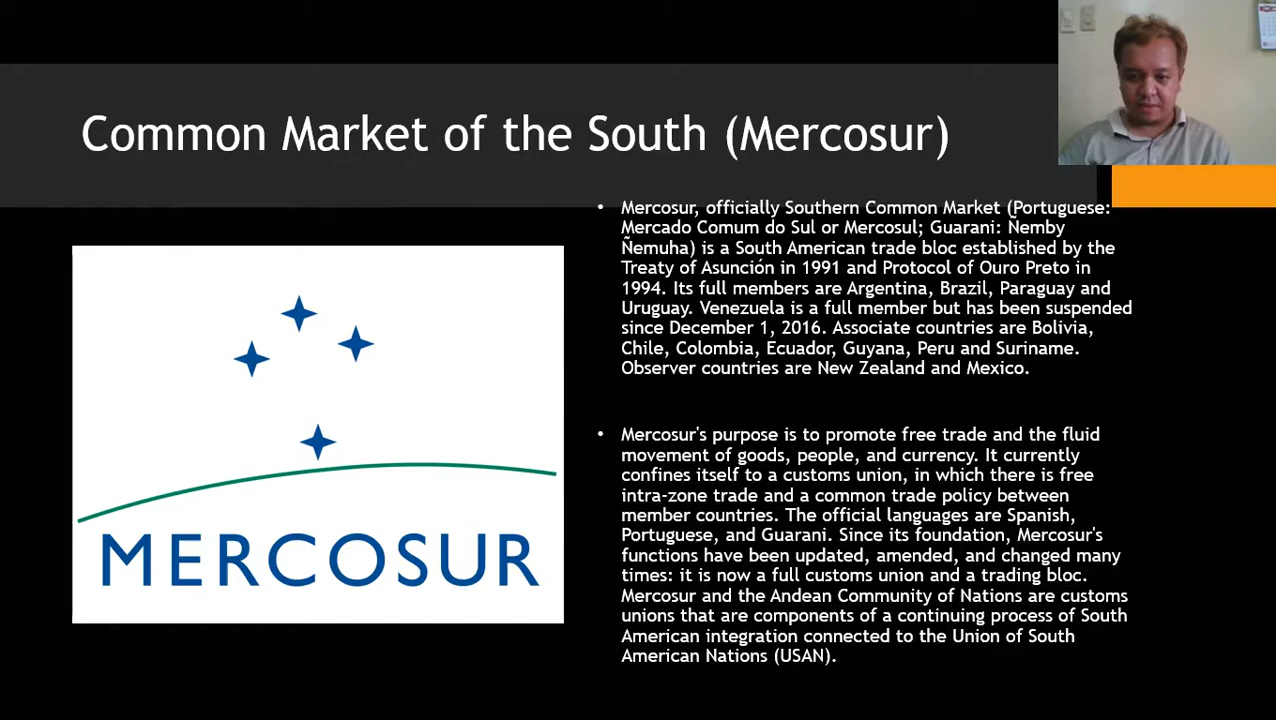 Common Market of the South (Mercosur)
• Mercosur, officially Southern Common Market (Portuguese:
Mercado Comum do Sul or Mercosul; Guarani: Ñemby
Ñemuha) is a South American trade bloc established by the
Treaty of Asunción in 1991 and Protocol of Ouro Preto in
1994. Its full members are Argentina, Brazil, Paraguay and
Uruguay. Venezuela is a full member but has been suspended
since December 1, 2016. Associate countries are Bolivia,
Chile, Colombia, Ecuador, Guyana, Peru and Suriname.
Observer countries are New Zealand and Mexico.
• Mercosur's purpose is to promote free trade and the fluid
movement of goods, people, and currency. It currently
confines itself to a customs union, in which there is free
intra-zone trade and a common trade policy between
member countries. The official languages are Spanish,
Portuguese, and Guarani. Since its foundation, Mercosur's
functions have been updated, amended, and changed many
times: it is now a full customs union and a trading bloc.
Mercosur and the Andean Community of Nations are customs
unions that are components of a continuing process of South
American integration connected to the Union of South
American Nations (USAN).
MERCOSUR